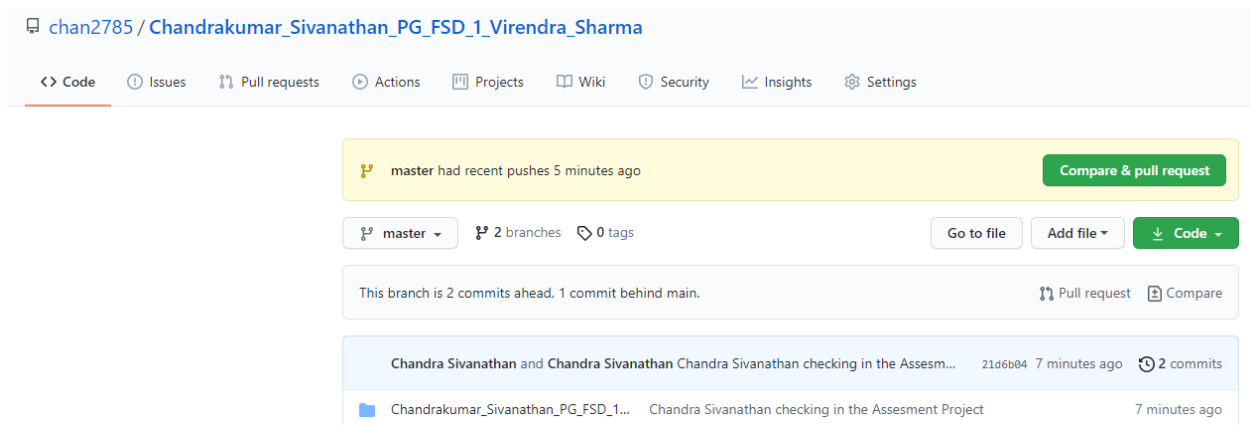 chan2785 / Chandrakumar_Sivanathan_PG_FSD_1_Virendra_Sharma
Code Issues Pull requests Actions Projects Wiki Security Insights Settings
master had recent pushes 5 minutes ago Compare & pull request
master 2 branches 0 tags Go to file Add file Code
This branch is 2 commits ahead, 1 commit behind main. Pull request Compare
Chandra Sivanathan and Chandra Sivanathan Chandra Sivanathan checking in the Assesm... 21d6b04 7 minutes ago 2 commits
Chandrakumar_Sivanathan_PG_FSD_1... Chandra Sivanathan checking in the Assesment Project 7 minutes ago